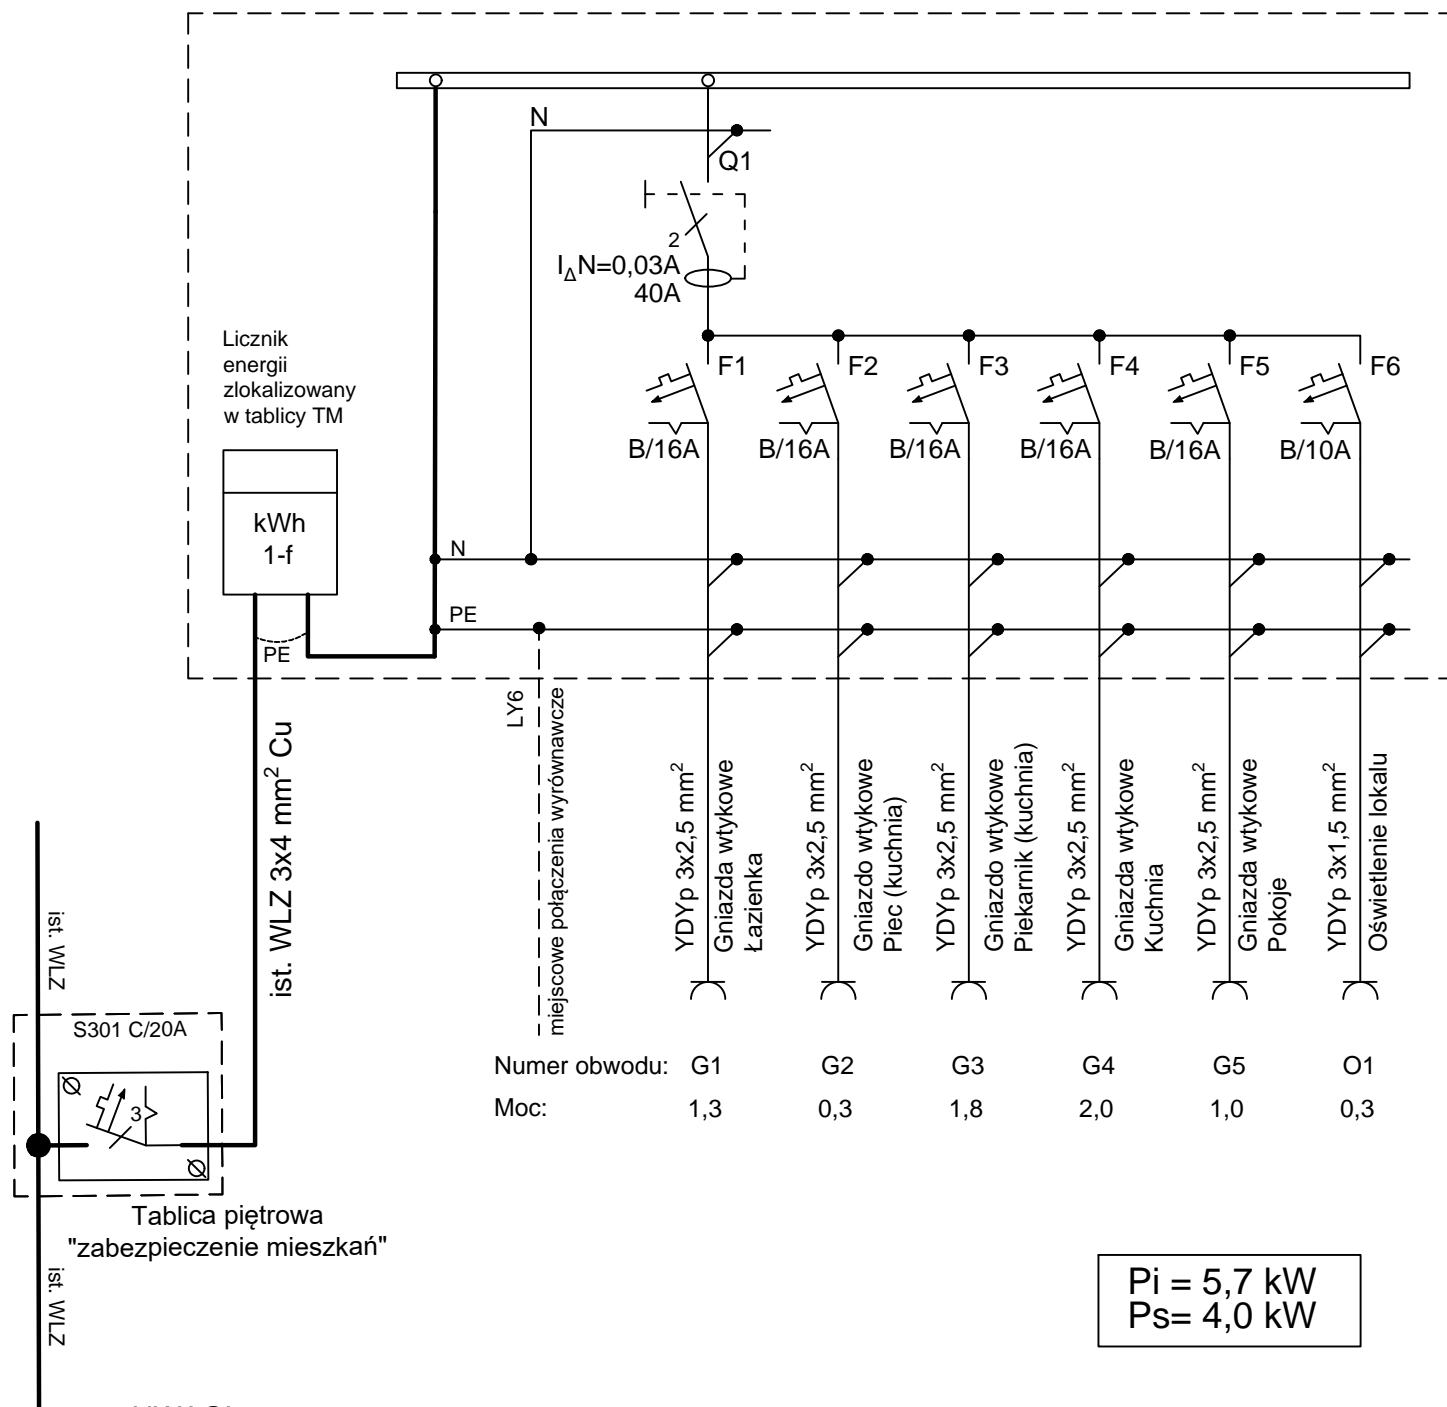 N
Q1
2
I∆N=0,03A
40A
Licznik
energii
zlokalizowany
w tablicy TM
F1 F2 F3 F4 F5 F6
B/16A B/16A B/16A B/16A B/16A B/10A
kWh
1-f
N
PE
PE
ist. WLZ 3x4 mm² Cu
LY6
miejscowe połączenia wyrównawcze
YDYp 3x2,5 mm²
Gniazda wtykowe
Łazienka
YDYp 3x2,5 mm²
Gniazdo wtykowe
Piec (kuchnia)
YDYp 3x2,5 mm²
Gniazdo wtykowe
Piekarnik (kuchnia)
YDYp 3x2,5 mm²
Gniazda wtykowe
Kuchnia
YDYp 3x2,5 mm²
Gniazda wtykowe
Pokoje
YDYp 3x1,5 mm²
Oświetlenie lokalu
ist. WLZ
S301 C/20A
3
Numer obwodu: G1 G2 G3 G4 G5 O1
Moc: 1,3 0,3 1,8 2,0 1,0 0,3
Tablica piętrowa
"zabezpieczenie mieszkań"
ist. WLZ
Pi = 5,7 kW
Ps= 4,0 kW